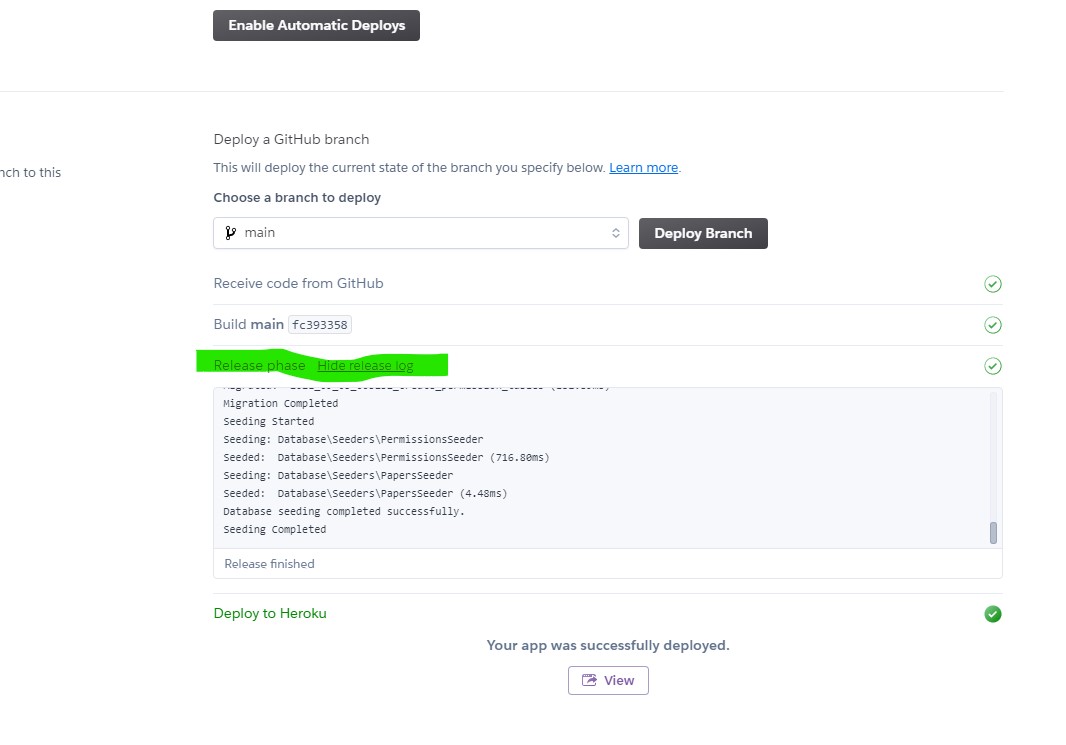 Enable Automatic Deploys
Deploy a GitHub branch
nch to this
This will deploy the current state of the branch you specify below. Learn more.
Choose a branch to deploy
main
Deploy Branch
Receive code from GitHub
Build main fc393358
Release phase Hide release log
Migration Completed
Seeding Started
Seeding: Database\Seeders\PermissionsSeeder
Seeded: Database\Seeders\PermissionsSeeder (716.80ms)
Seeding: Database\Seeders\PapersSeeder
Seeded: Database\Seeders\PapersSeeder (4.48ms)
Database seeding completed successfully.
Seeding Completed
Release finished
Deploy to Heroku
Your app was successfully deployed.
View